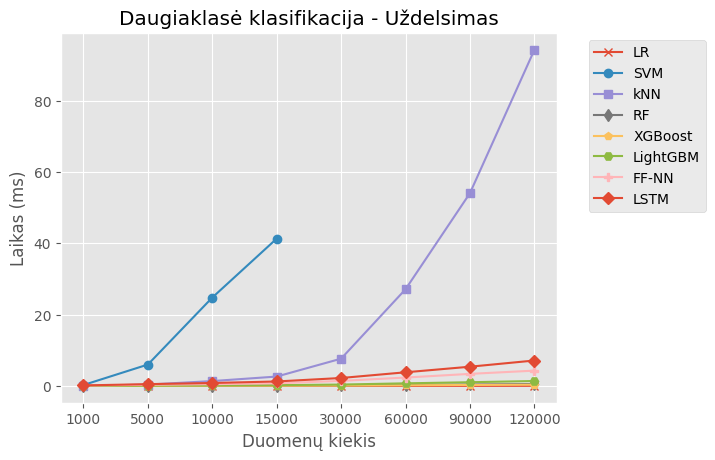 Daugiaklasė klasifikacija - Uždelsimas
Laikas (ms)
80
60
40
20
0
1000 5000 10000 15000 30000 60000 90000 120000
Duomenų kiekis
LR
SVM
kNN
RF
XGBoost
LightGBM
FF-NN
LSTM